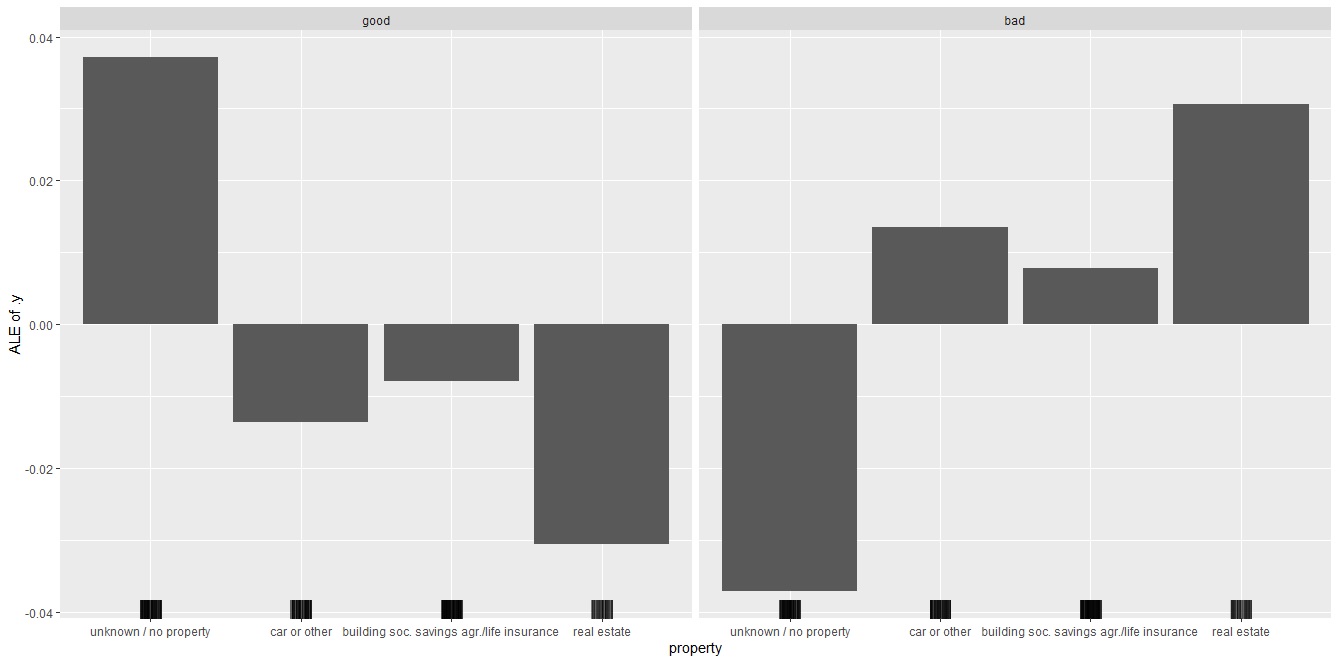 good
bad
0.04
0.02
0.00
-0.02
-0.04
ALE of .y
unknown / no property
car or other
building soc. savings agr./life insurance
real estate
unknown / no property
car or other
building soc. savings agr./life insurance
real estate
property